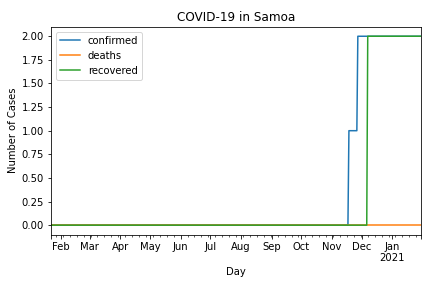 COVID-19 in Samoa
confirmed
deaths
recovered
2.00
1.75
1.50
1.25
1.00
0.75
0.50
0.25
0.00
Number of Cases
Feb Mar Apr May Jun Jul Aug Sep Oct Nov Dec Jan
2021
Day